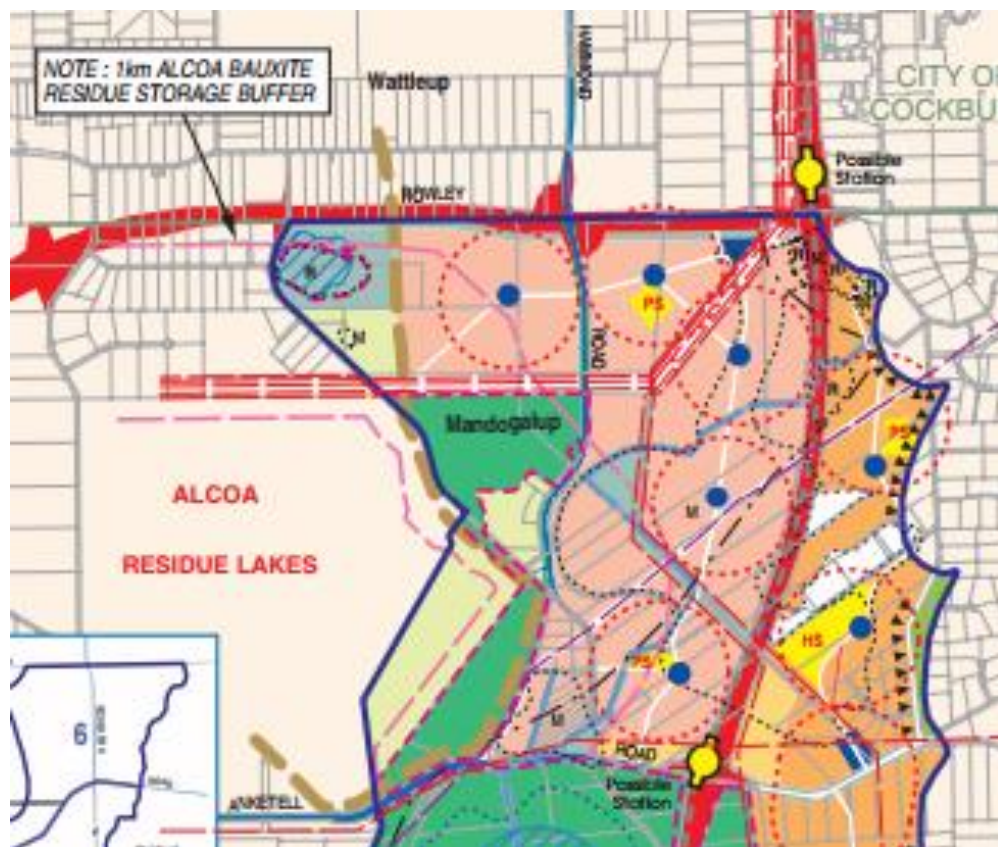 NOTE : 1km ALCOA BAUXITE
RESIDUE STORAGE BUFFER
Wattleup
HAMMOND
CITY OF
COCKBU
Possible
Station
ROWLEY
PS
M
ROAD
R
Mandogalup
PS
ALCOA
M
RESIDUE LAKES
HS
PS
M
6
ROAD
Possible
Station
ANKETELL